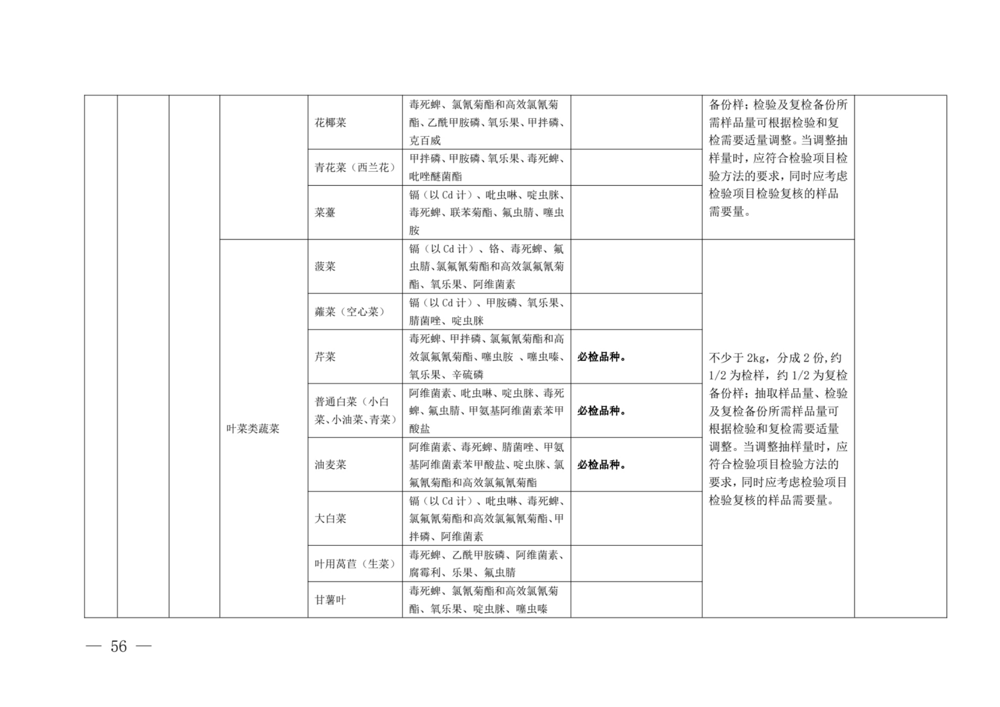 花椰菜
毒死蜱、氯氰菊酯和高效氯氰菊
酯、乙酰甲胺磷、氧乐果、甲拌磷、
克百威
青花菜（西兰花）
甲拌磷、甲胺磷、氧乐果、毒死蜱、
吡唑醚菌酯
菜薹
镉（以 Cd 计）、吡虫啉、啶虫脒、
毒死蜱、联苯菊酯、氟虫腈、噻虫
胺
备份样；检验及复检备份所
需样品量可根据检验和复
检需要适量调整。当调整抽
样量时，应符合检验项目检
验方法的要求，同时应考虑
检验项目检验复核的样品
需要量。
叶菜类蔬菜
菠菜
镉（以 Cd 计）、铬、毒死蜱、氟
虫腈、氯氟氰菊酯和高效氯氟氰菊
酯、氧乐果、阿维菌素
蕹菜（空心菜）
镉（以 Cd 计）、甲胺磷、氧乐果、
腈菌唑、啶虫脒
芹菜
毒死蜱、甲拌磷、氯氟氰菊酯和高
效氯氟氰菊酯、噻虫胺 、噻虫嗪、
氧乐果、辛硫磷
必检品种。
普通白菜（小白
菜、小油菜、青菜）
阿维菌素、吡虫啉、啶虫脒、毒死
蜱、氟虫腈、甲氨基阿维菌素苯甲
酸盐
必检品种。
油麦菜
阿维菌素、毒死蜱、腈菌唑、甲氨
基阿维菌素苯甲酸盐、啶虫脒、氯
氟氰菊酯和高效氯氟氰菊酯
必检品种。
大白菜
镉（以 Cd 计）、吡虫啉、毒死蜱、
氯氟氰菊酯和高效氯氟氰菊酯、甲
拌磷、阿维菌素
叶用莴苣（生菜）
毒死蜱、乙酰甲胺磷、阿维菌素、
腐霉利、乐果、氟虫腈
甘薯叶
毒死蜱、氯氰菊酯和高效氯氰菊
酯、氧乐果、啶虫脒、噻虫嗪
不少于 2kg，分成 2 份,约
1/2 为检样，约 1/2 为复检
备份样；抽取样品量、检验
及复检备份所需样品量可
根据检验和复检需要适量
调整。当调整抽样量时，应
符合检验项目检验方法的
要求，同时应考虑检验项目
检验复核的样品需要量。
— 56 —